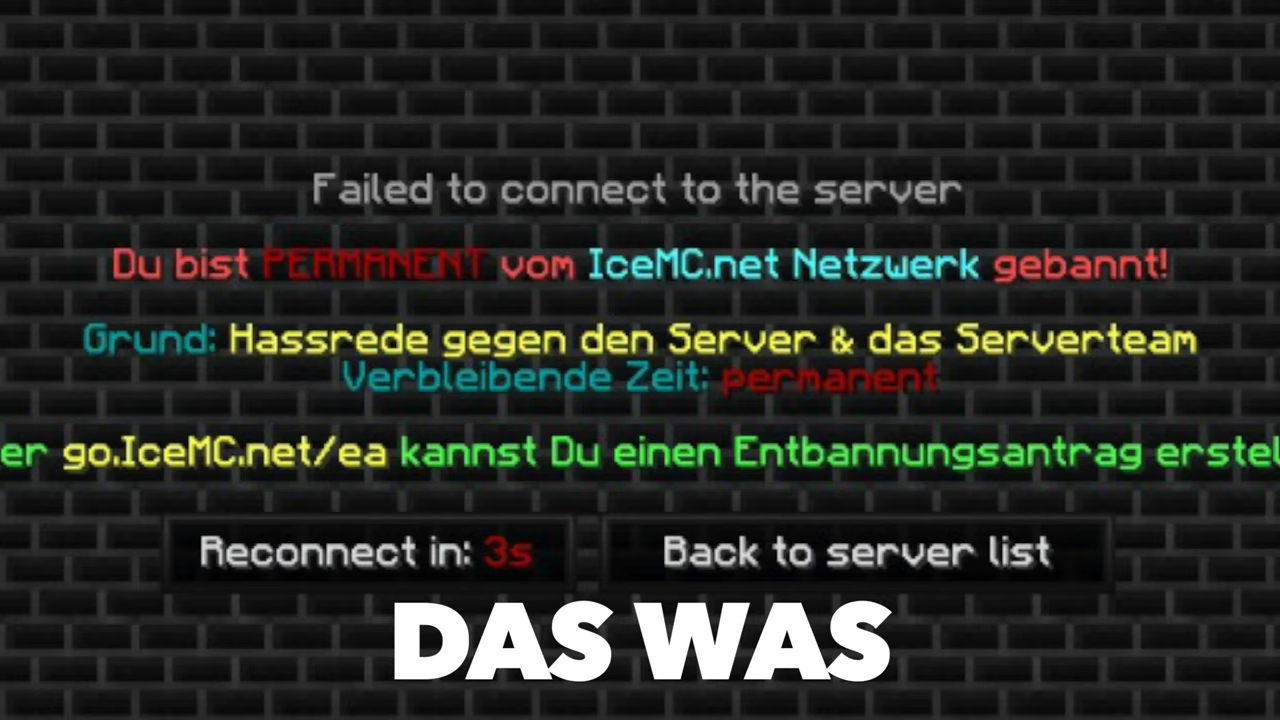 Failed to connect to the server
Du bist PERMANENT vom IceMC.net Netzwerk gebannt!
Grund: Hassrede gegen den Server & das Serverteam
Verbleibende Zeit: permanent
er go.IceMC.net/ea kannst Du einen Entbannungsantrag erstel
Reconnect in: 3s
Back to server list
DAS WAS